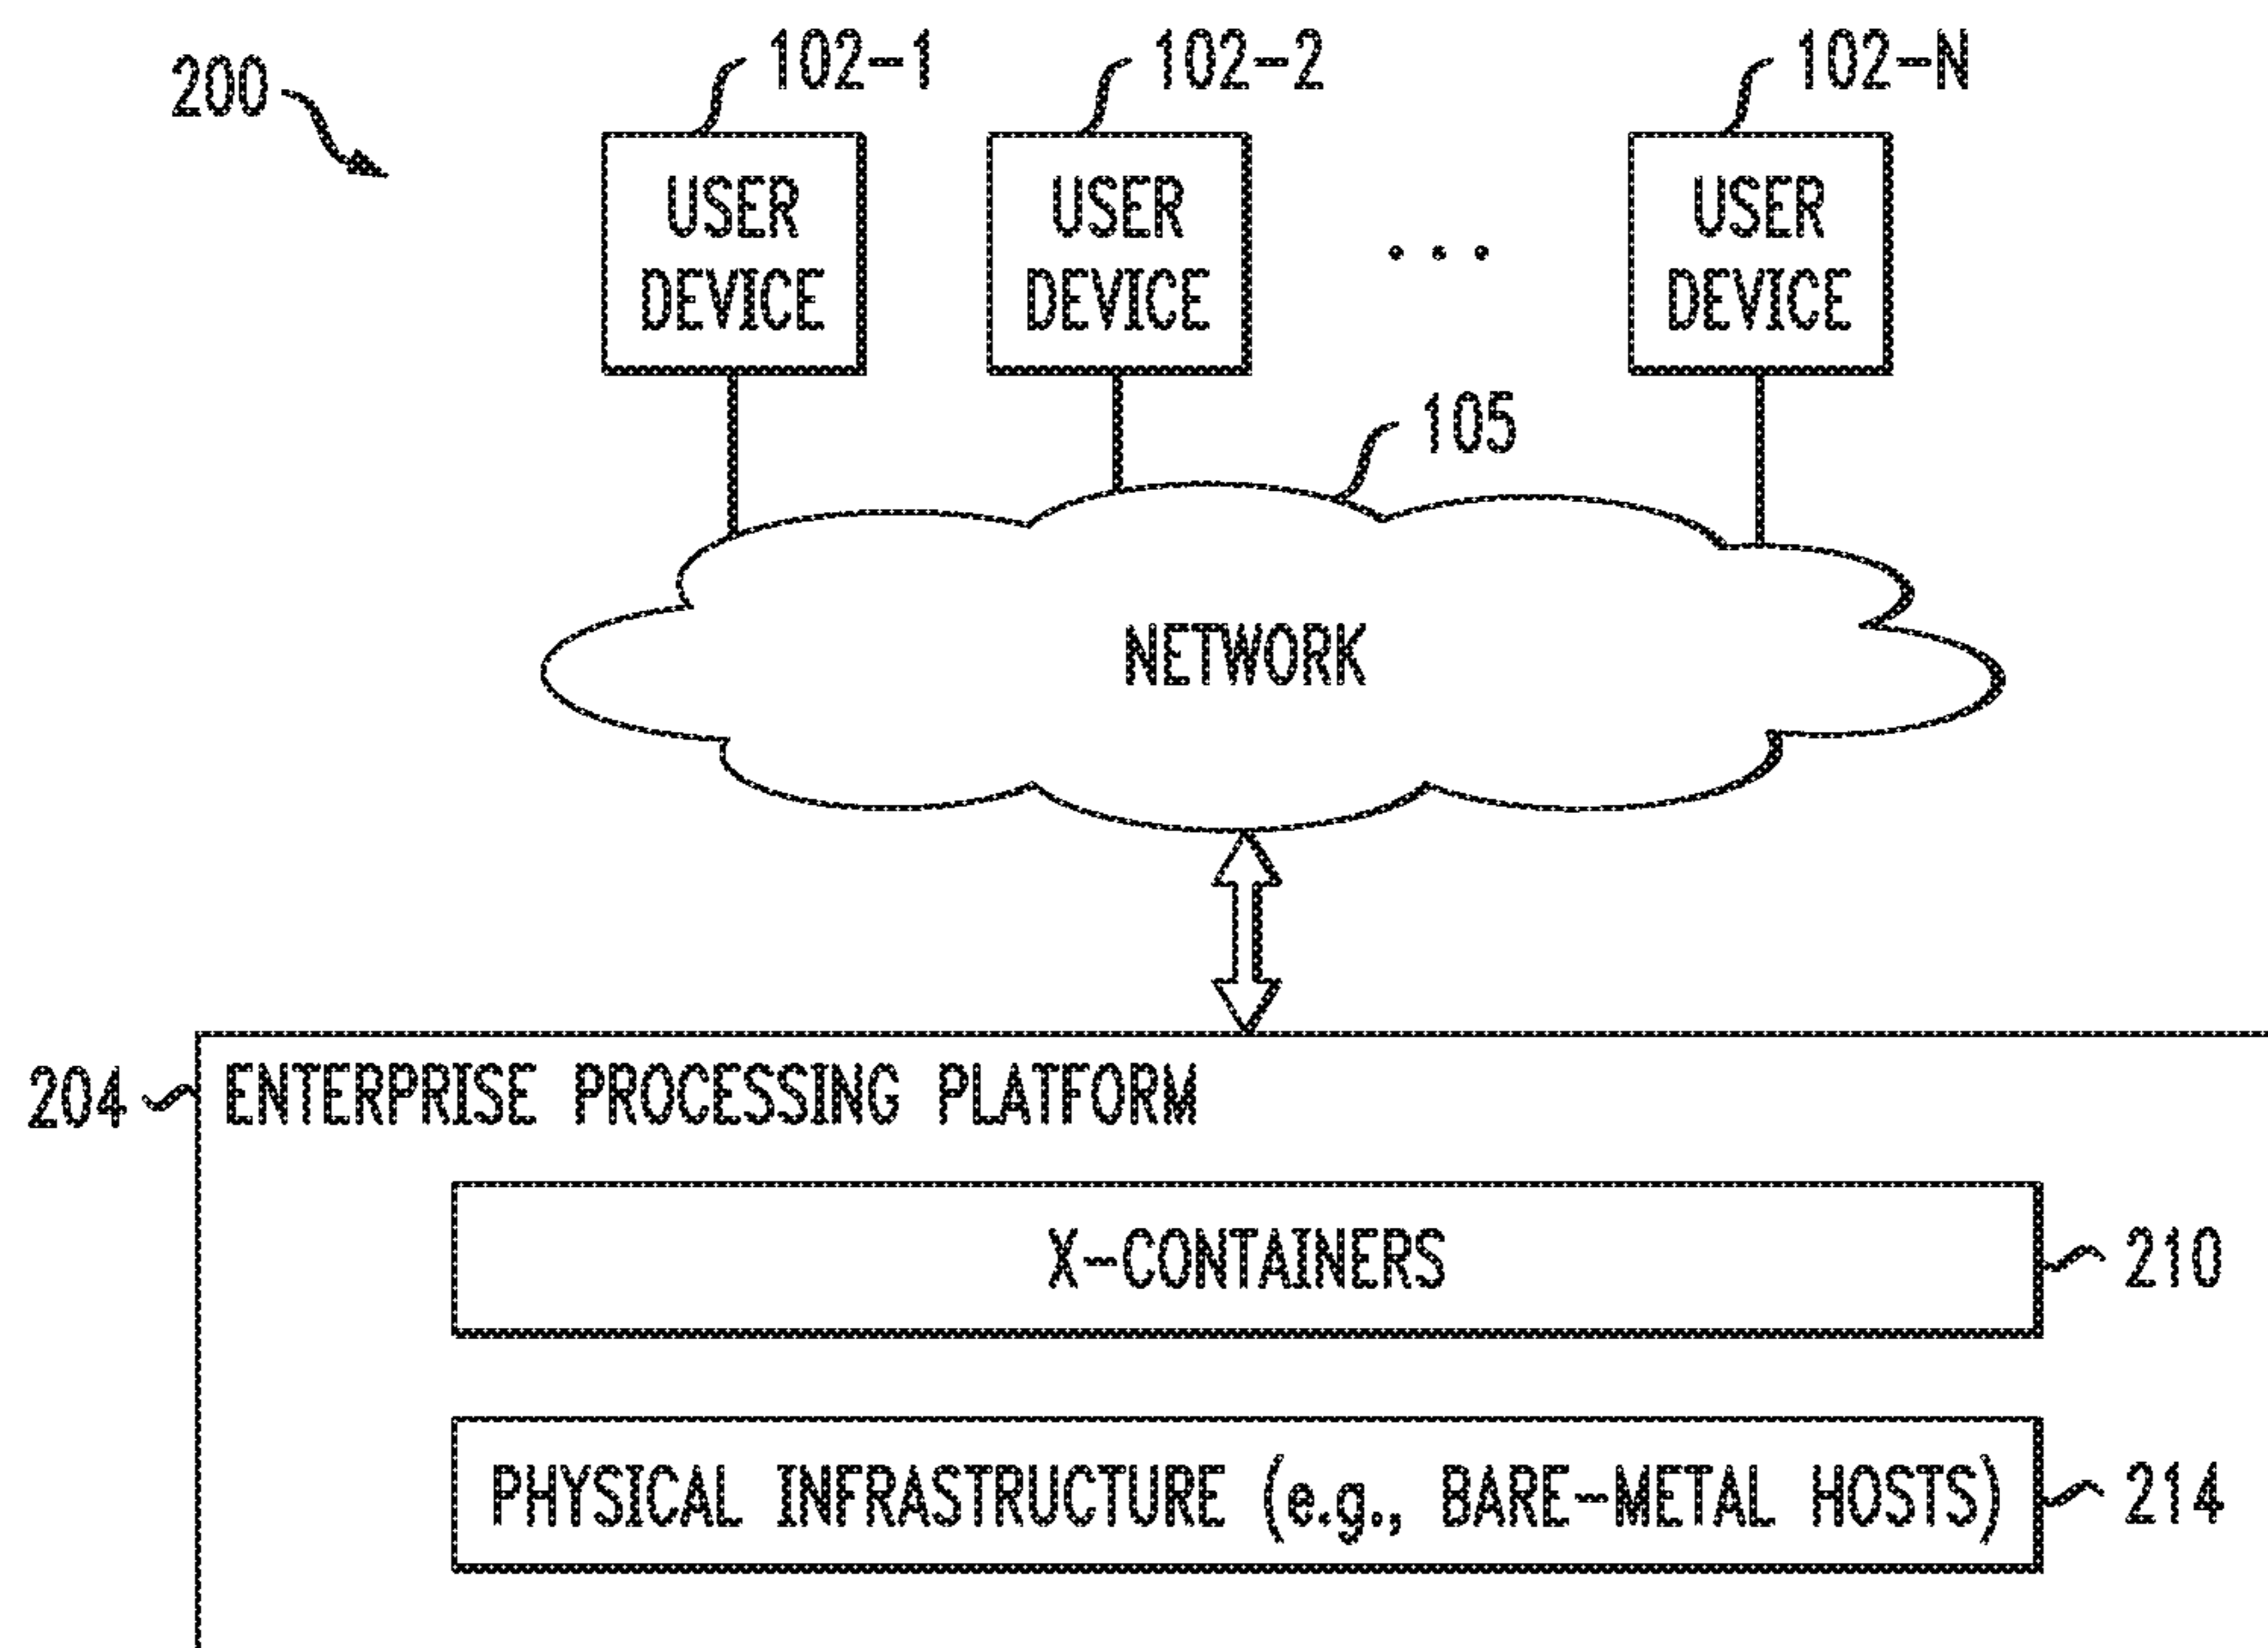 200
102-1
102-2
102-N
USER
DEVICE
USER
DEVICE
. . .
USER
DEVICE
105
NETWORK
204
ENTERPRISE PROCESSING PLATFORM
X-CONTAINERS
210
PHYSICAL INFRASTRUCTURE (e.g., BARE-METAL HOSTS)
214